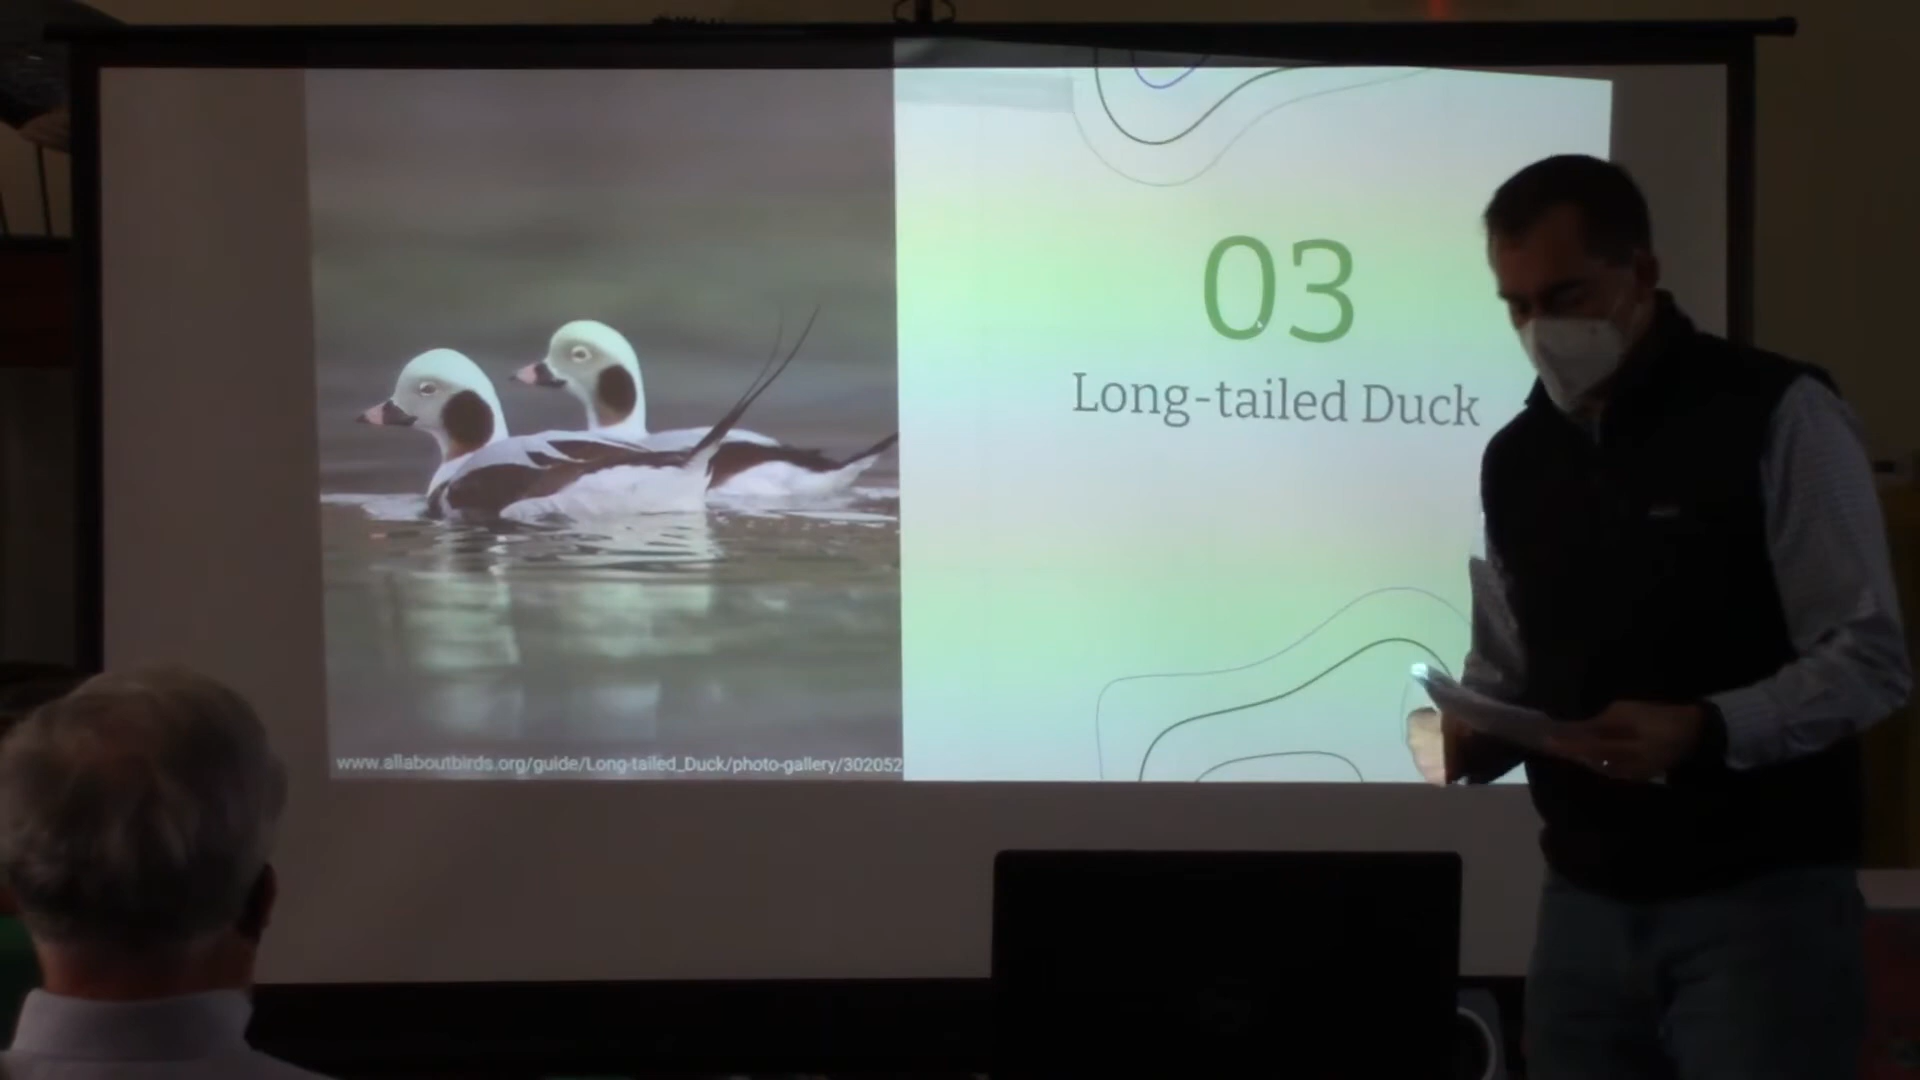 03
Long-tailed Duck
www.allaboutbirds.org/guide/Long-tailed_Duck/photo-gallery/302052